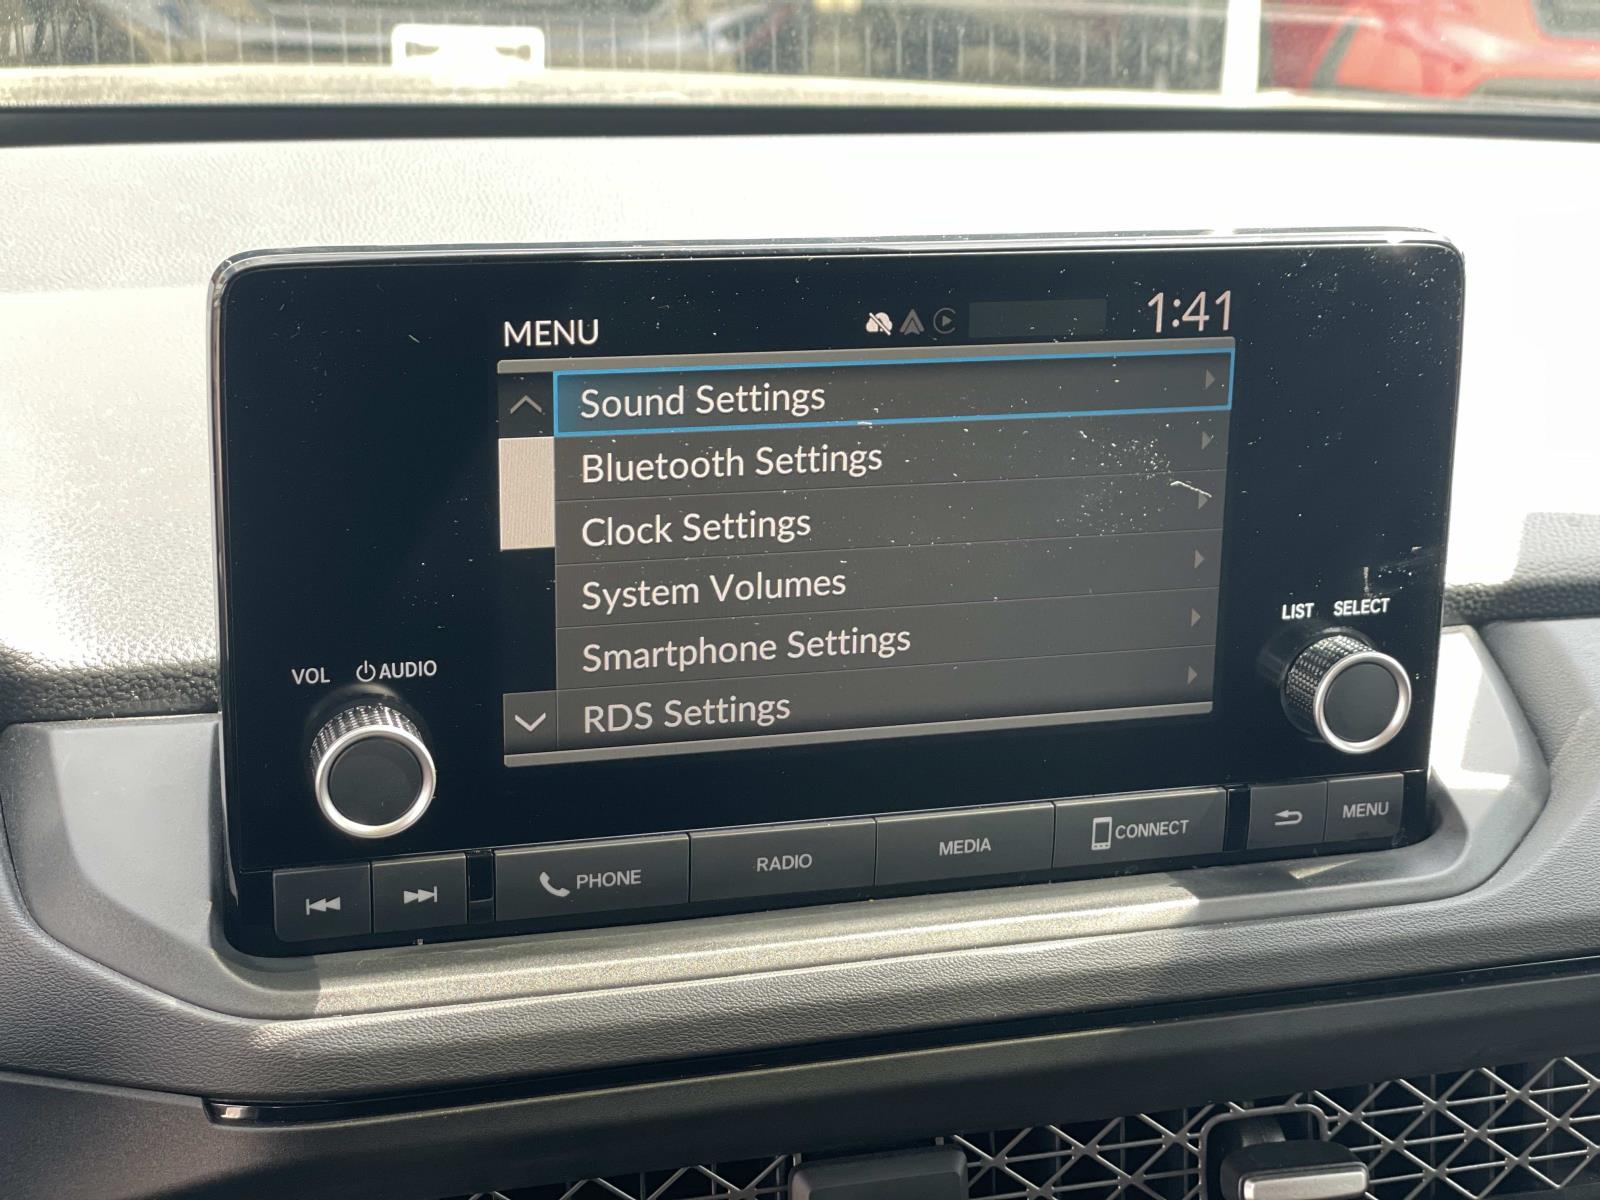 MENU 1:41
Sound Settings
Bluetooth Settings
Clock Settings
System Volumes
Smartphone Settings
RDS Settings
VOL AUDIO
LIST SELECT
PHONE
RADIO
MEDIA
CONNECT
MENU